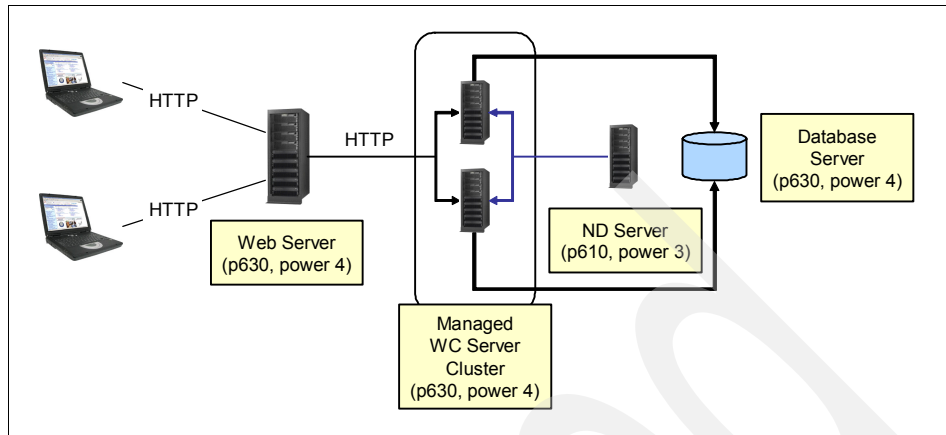 HTTP
HTTP
HTTP
Web Server
(p630, power 4)
Managed
WC Server
Cluster
(p630, power 4)
ND Server
(p610, power 3)
Database
Server
(p630, power 4)